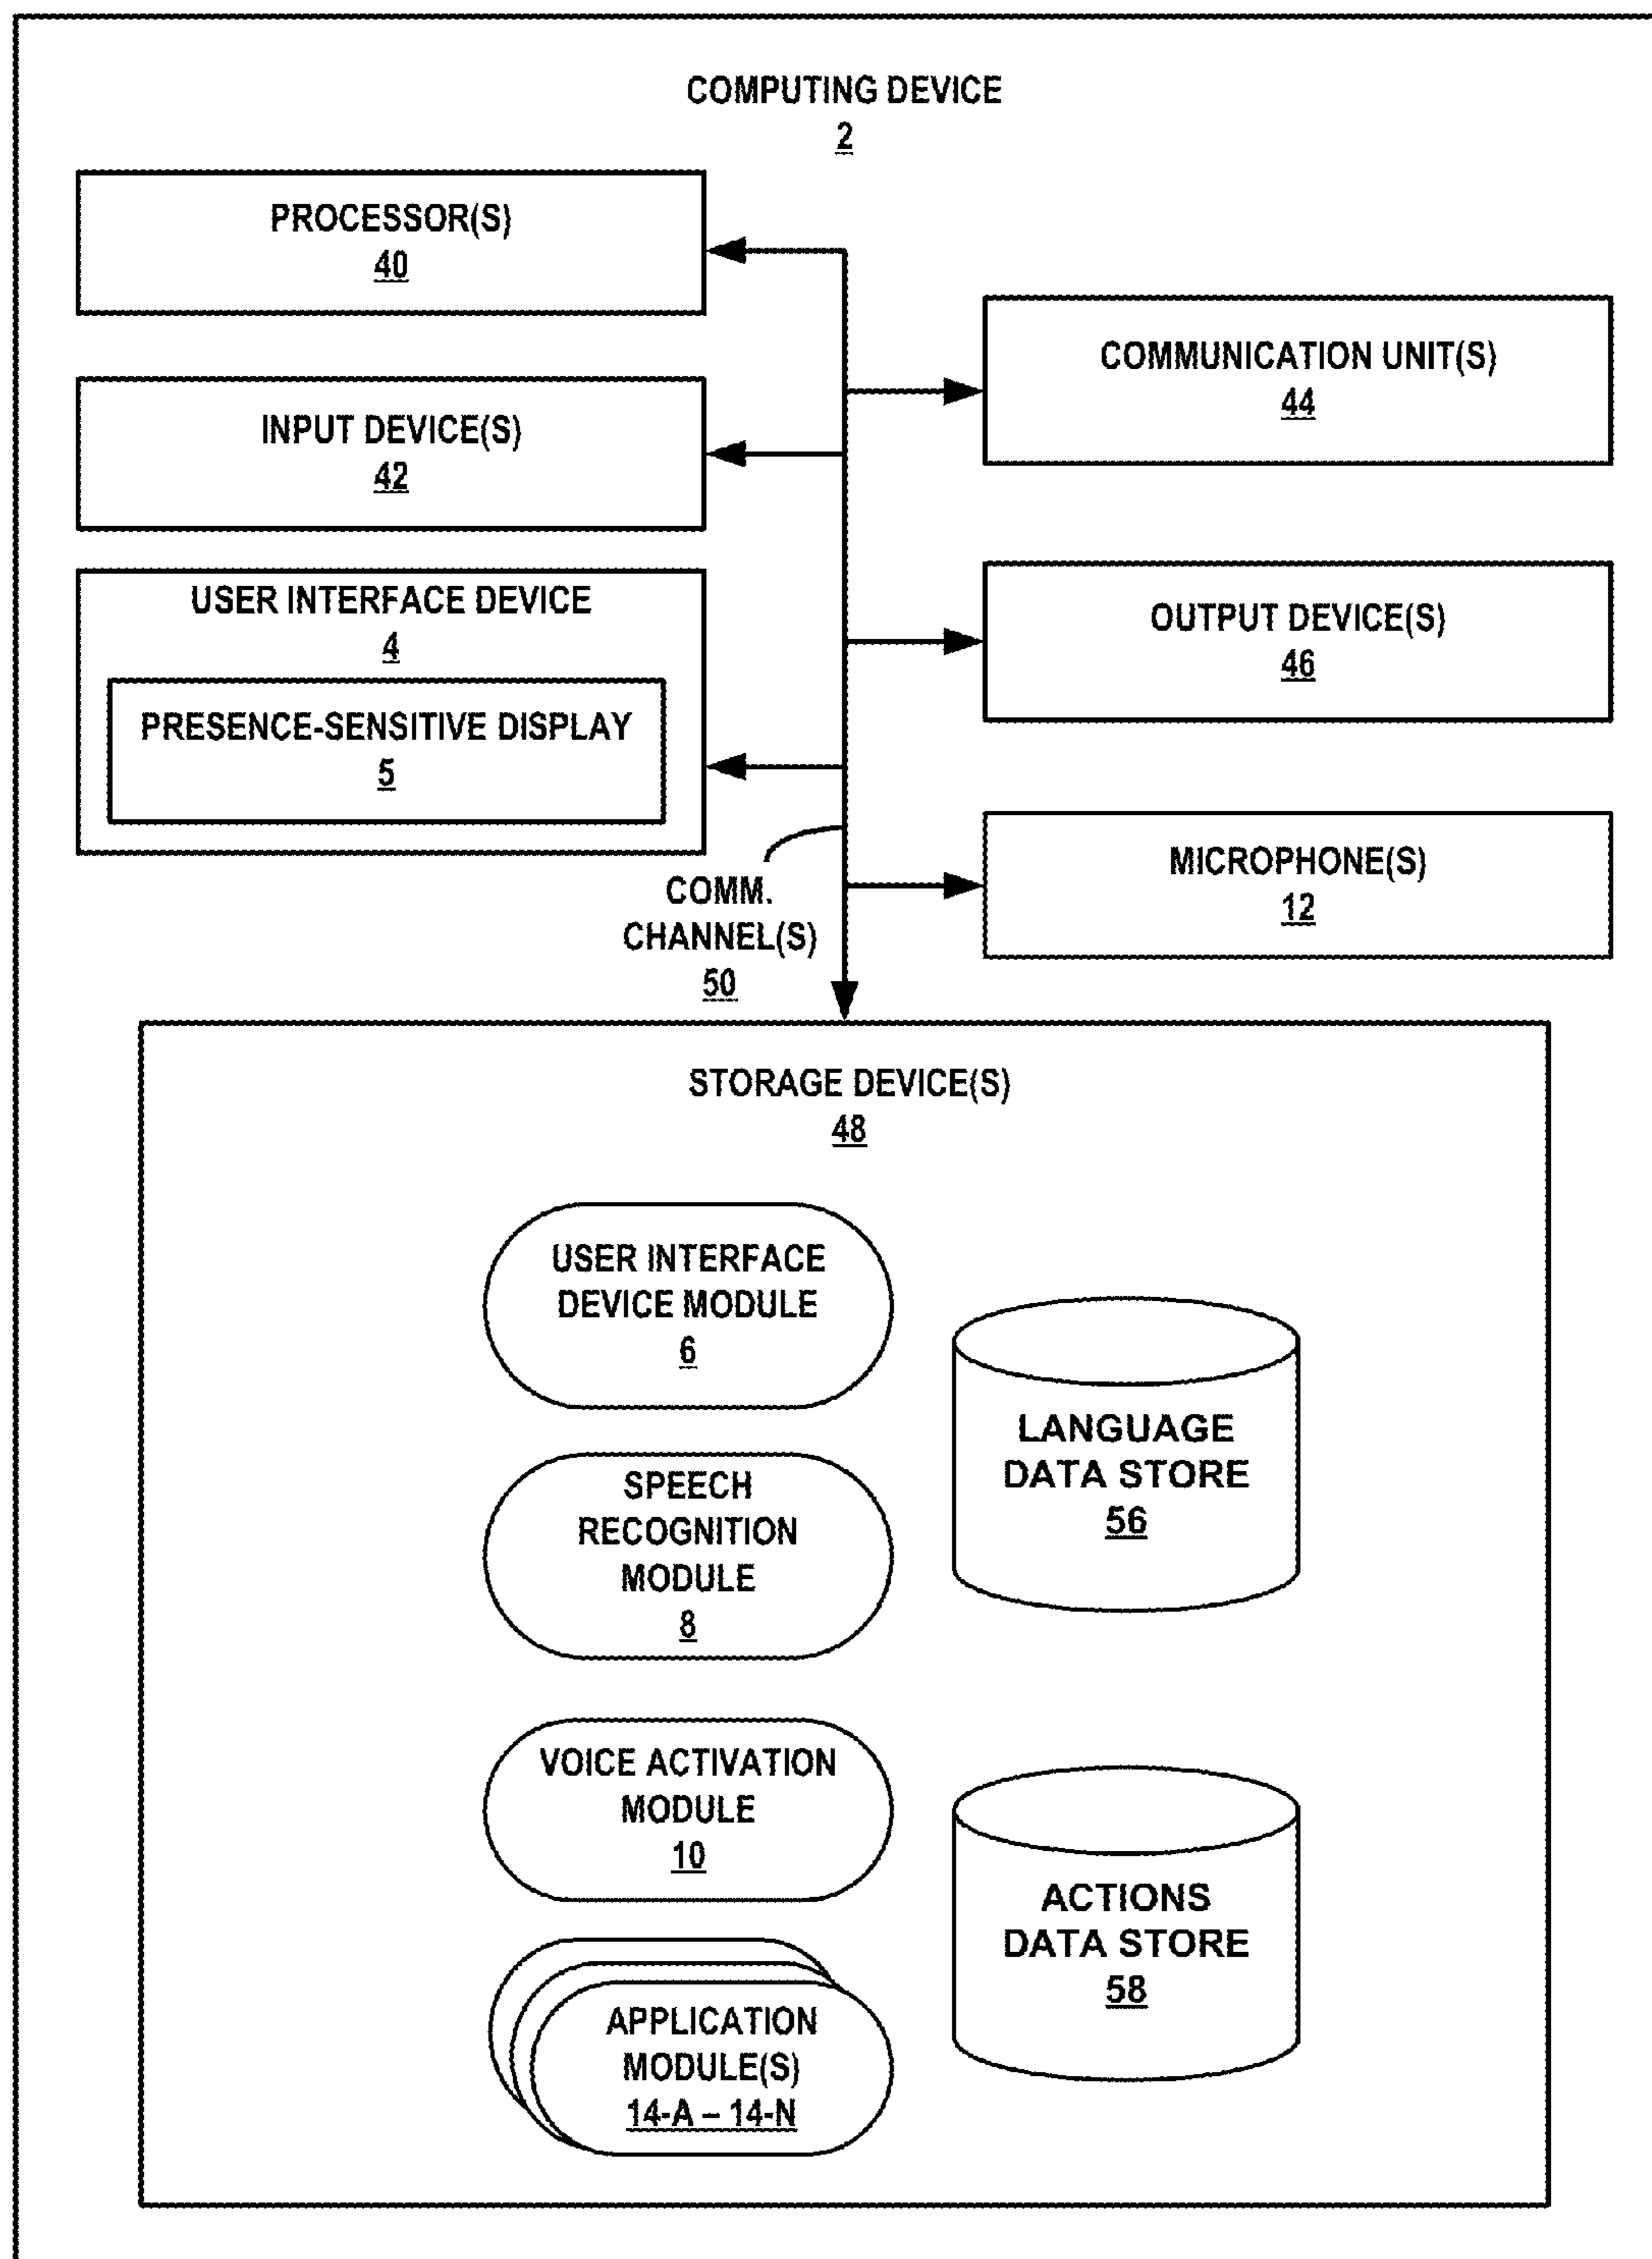 COMPUTING DEVICE
2
PROCESSOR(S)
40
COMMUNICATION UNIT(S)
44
INPUT DEVICE(S)
42
USER INTERFACE DEVICE
4
OUTPUT DEVICE(S)
46
PRESENCE-SENSITIVE DISPLAY
5
MICROPHONE(S)
12
COMM.
CHANNEL(S)
50
STORAGE DEVICE(S)
48
USER INTERFACE
DEVICE MODULE
6
LANGUAGE
DATA STORE
56
SPEECH
RECOGNITION
MODULE
8
VOICE ACTIVATION
MODULE
10
ACTIONS
DATA STORE
58
APPLICATION
MODULE(S)
14-A – 14-N